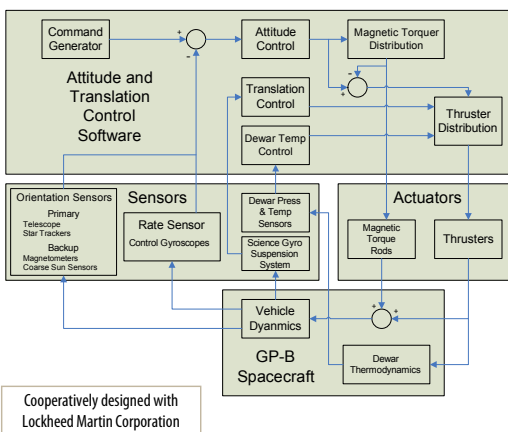 Command
Generator
+
-
Attitude
Control
Magnetic Torquer
Distribution
Attitude and
Translation
Control
Software
Translation
Control
-
+
Thruster
Distribution
Dewar Temp
Control
Sensors
Orientation Sensors
Primary
Telescope
Star Trackers
Backup
Magnetometers
Coarse Sun Sensors
Rate Sensor
Control Gyroscopes
Dewar Press
& Temp
Sensors
Science Gyro
Suspension
System
Actuators
Magnetic
Torque
Rods
Thrusters
Vehicle
Dyanmics
+
+
GP-B
Spacecraft
Dewar
Thermodynamics
Cooperatively designed with
Lockheed Martin Corporation